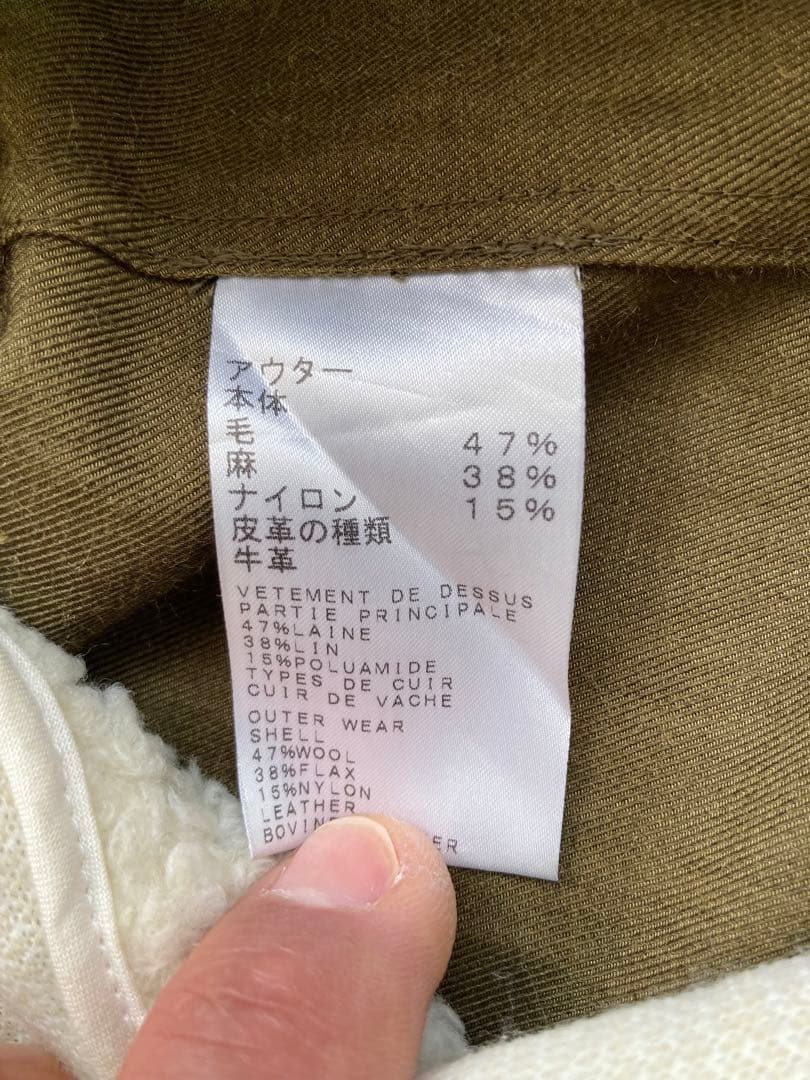 アウター
本体
毛 47%
麻 38%
ナイロン 15%
皮革の種類
牛革
VETEMENT DE DESSUS
PARTIE PRINCIPALE
47%LAINE
38%LIN
15%POLUAMIDE
TYPES DE CUIR
CUIR DE VACHE
OUTER WEAR
SHELL
47%WOOL
38%FLAX
15%NYLON
LEATHER